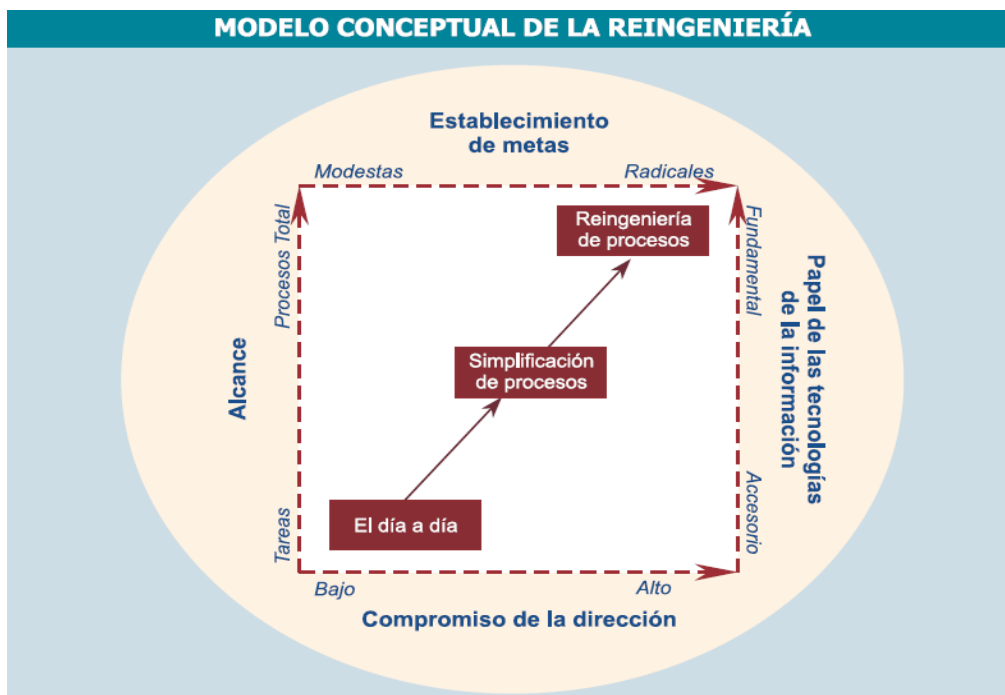 MODELO CONCEPTUAL DE LA REINGENIERÍA
Establecimiento
de metas
Modestas
Radicales
Procesos Total
Reingeniería
de procesos
Fundamental
Alcance
Simplificación
de procesos
Papel de las tecnologías
de la información
Tareas
El día a día
Accesorio
Bajo
Alto
Compromiso de la dirección